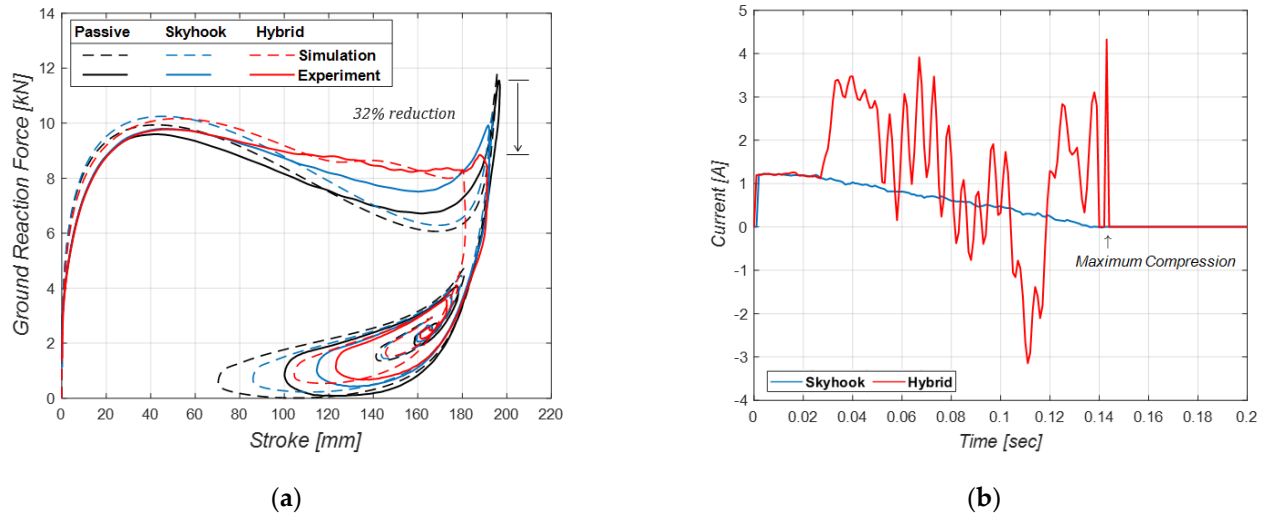 14
12
10
8
6
4
2
0
0 20 40 60 80 100 120 140 160 180 200 220
Ground Reaction Force [kN]
Stroke [mm]
Passive Skyhook Hybrid
Simulation
Experiment
32% reduction
(a)
5
4
3
2
1
0
-1
-2
-3
-4
0 0.02 0.04 0.06 0.08 0.1 0.12 0.14 0.16 0.18 0.2
Current [A]
Time [sec]
↑
Maximum Compression
Skyhook Hybrid
(b)